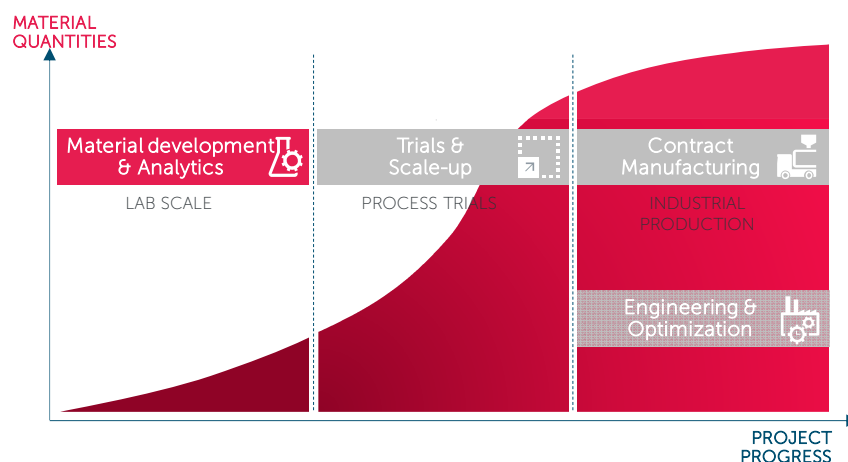 MATERIAL
QUANTITIES
Material development
& Analytics
Trials &
Scale-up
Contract
Manufacturing
LAB SCALE
PROCESS TRIALS
INDUSTRIAL
PRODUCTION
Engineering &
Optimization
PROJECT
PROGRESS